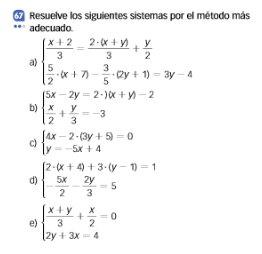 67 Resuelve los siguientes sistemas por el método más
adecuado.
a) { (x + 2)/3 = 2·(x + y)/3 + y/2
5/2·(x + 7) − 3/5·(2y + 1) = 3y − 4
b) { 5x − 2y = 2·)(x + y) − 2
x/2 + y/3 = −3
c) { 4x − 2·(3y + 5) = 0
y = −5x + 4
d) { 2·(x + 4) + 3·(y − 1) = 1
−5x/2 − 2y/3 = 5
e) { (x + y)/3 + x/2 = 0
2y + 3x = 4